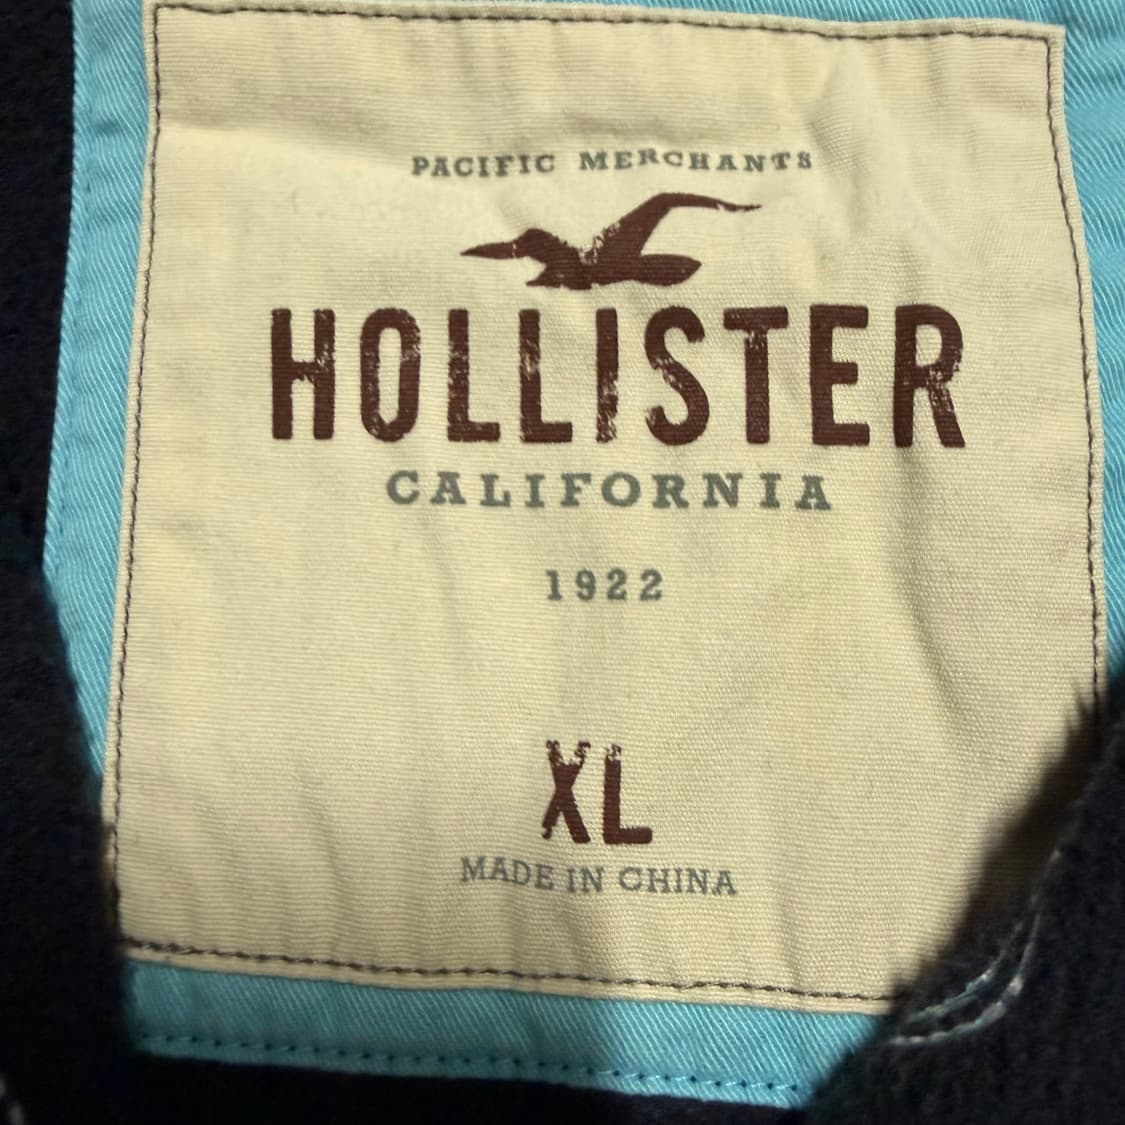 PACIFIC MERCHANTS
HOLLISTER
CALIFORNIA
1922
XL
MADE IN CHINA